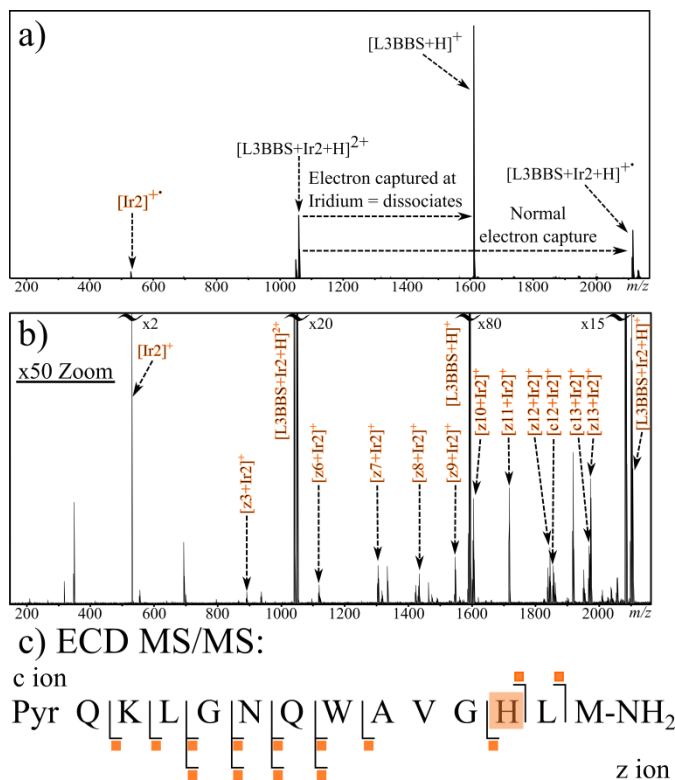 a)
[L3BBS+H]+
[L3BBS+Ir2+H]2+
[L3BBS+Ir2+H]+•
[Ir2]+•
Electron captured at
Iridium = dissociates
Normal
electron capture
200 400 600 800 1000 1200 1400 1600 1800 2000 m/z
b)
x2 x20 x80 x15
x50 Zoom
[Ir2]+
[z3+Ir2]+
[L3BBS+Ir2+H]2+
[z6+Ir2]+
[z7+Ir2]+
[z8+Ir2]+
[z9+Ir2]+
[L3BBS+H]+
[z10+Ir2]+
[z11+Ir2]+
[z12+Ir2]+
[c12+Ir2]+
[c13+Ir2]+
[z13+Ir2]+
[L3BBS+Ir2+H]+
200 400 600 800 1000 1200 1400 1600 1800 2000 m/z
c) ECD MS/MS:
c ion
Pyr Q K L G N Q W A V G H L M-NH2
z ion